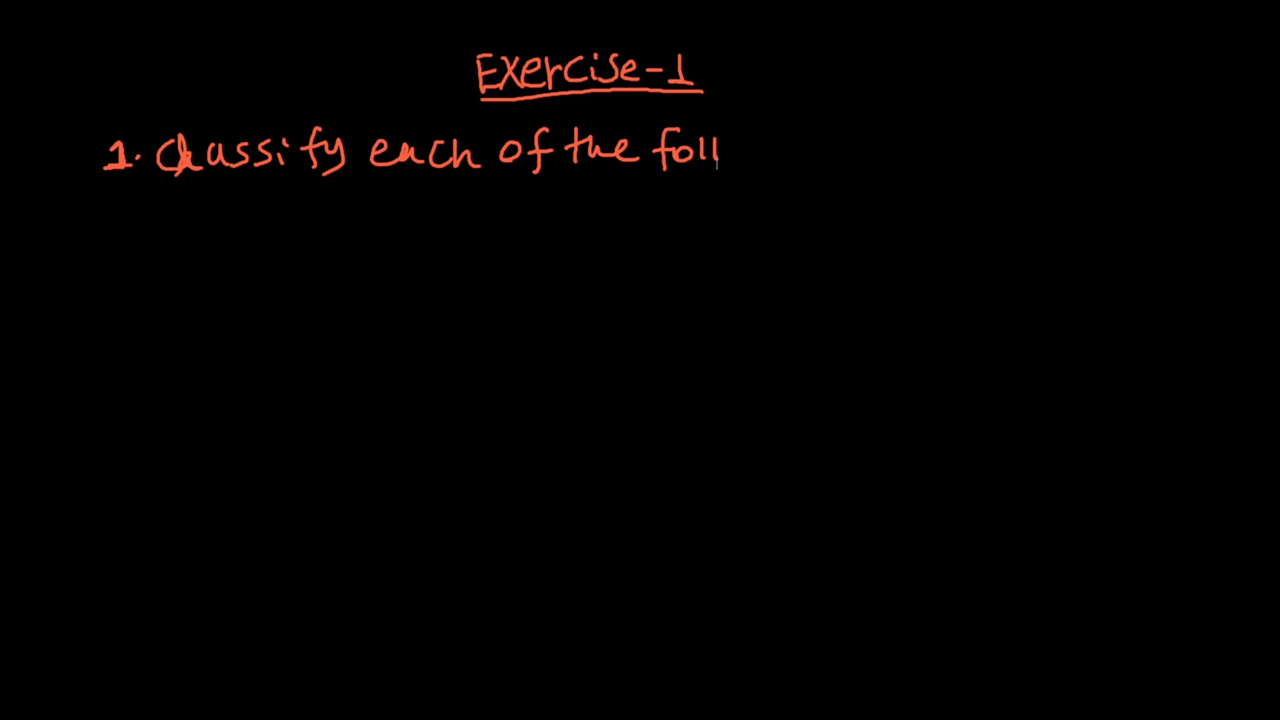 Exercise-1
1. Classify each of the foll